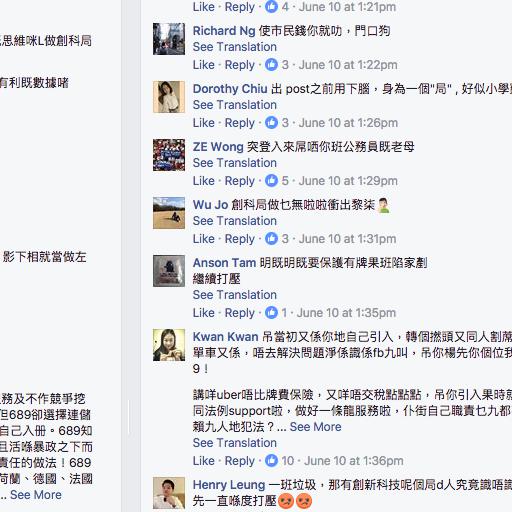 思維咪L做創科局
有利既數據啫
影下相就當做左
務及不作競爭挖
但689卻選擇連儲
自己入冊。689知
且活喺暴政之下而
責任的做法！689
荷蘭、德國、法國
... See More
Like · Reply · 4 · June 10 at 1:21pm
Richard Ng 使市民錢你就叻，門口狗
See Translation
Like · Reply · 3 · June 10 at 1:22pm
Dorothy Chiu 出 post之前用下腦，身為一個"局"，好似小學
See Translation
Like · Reply · 3 · June 10 at 1:26pm
ZE Wong 突登入來屌哂你班公務員既老母
See Translation
Like · Reply · 5 · June 10 at 1:29pm
Wu Jo 創科局做乜無啦啦衝出黎柒🤦🏻‍♂️
See Translation
Like · Reply · 3 · June 10 at 1:31pm
Anson Tam 明既明既要保護有牌果班陷家剷
繼續打壓
See Translation
Like · Reply · 1 · June 10 at 1:35pm
Kwan Kwan 吊當初又係你地自己引入，轉個撚頭又同人割蓆
單車又係，唔去解決問題淨係識係fb九叫，吊你楊先你個位我
9！
講咩uber唔比牌費保險，又咩唔交稅點點點，吊你引入果時就
同法例support啦，做好一條龍服務啦，仆街自己職責乜九都
賴九人地犯法？... See More
See Translation
Like · Reply · 10 · June 10 at 1:36pm
Henry Leung 一班垃圾，那有創新科技呢個局d人究竟識唔識
先一直喺度打壓😡😡